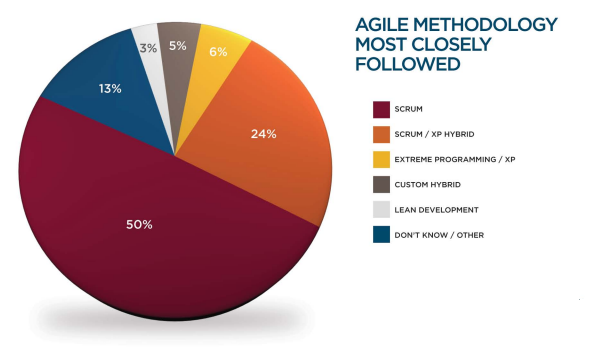 AGILE METHODOLOGY
MOST CLOSELY
FOLLOWED
3%
5%
6%
13%
24%
50%
SCRUM
SCRUM / XP HYBRID
EXTREME PROGRAMMING / XP
CUSTOM HYBRID
LEAN DEVELOPMENT
DON'T KNOW / OTHER